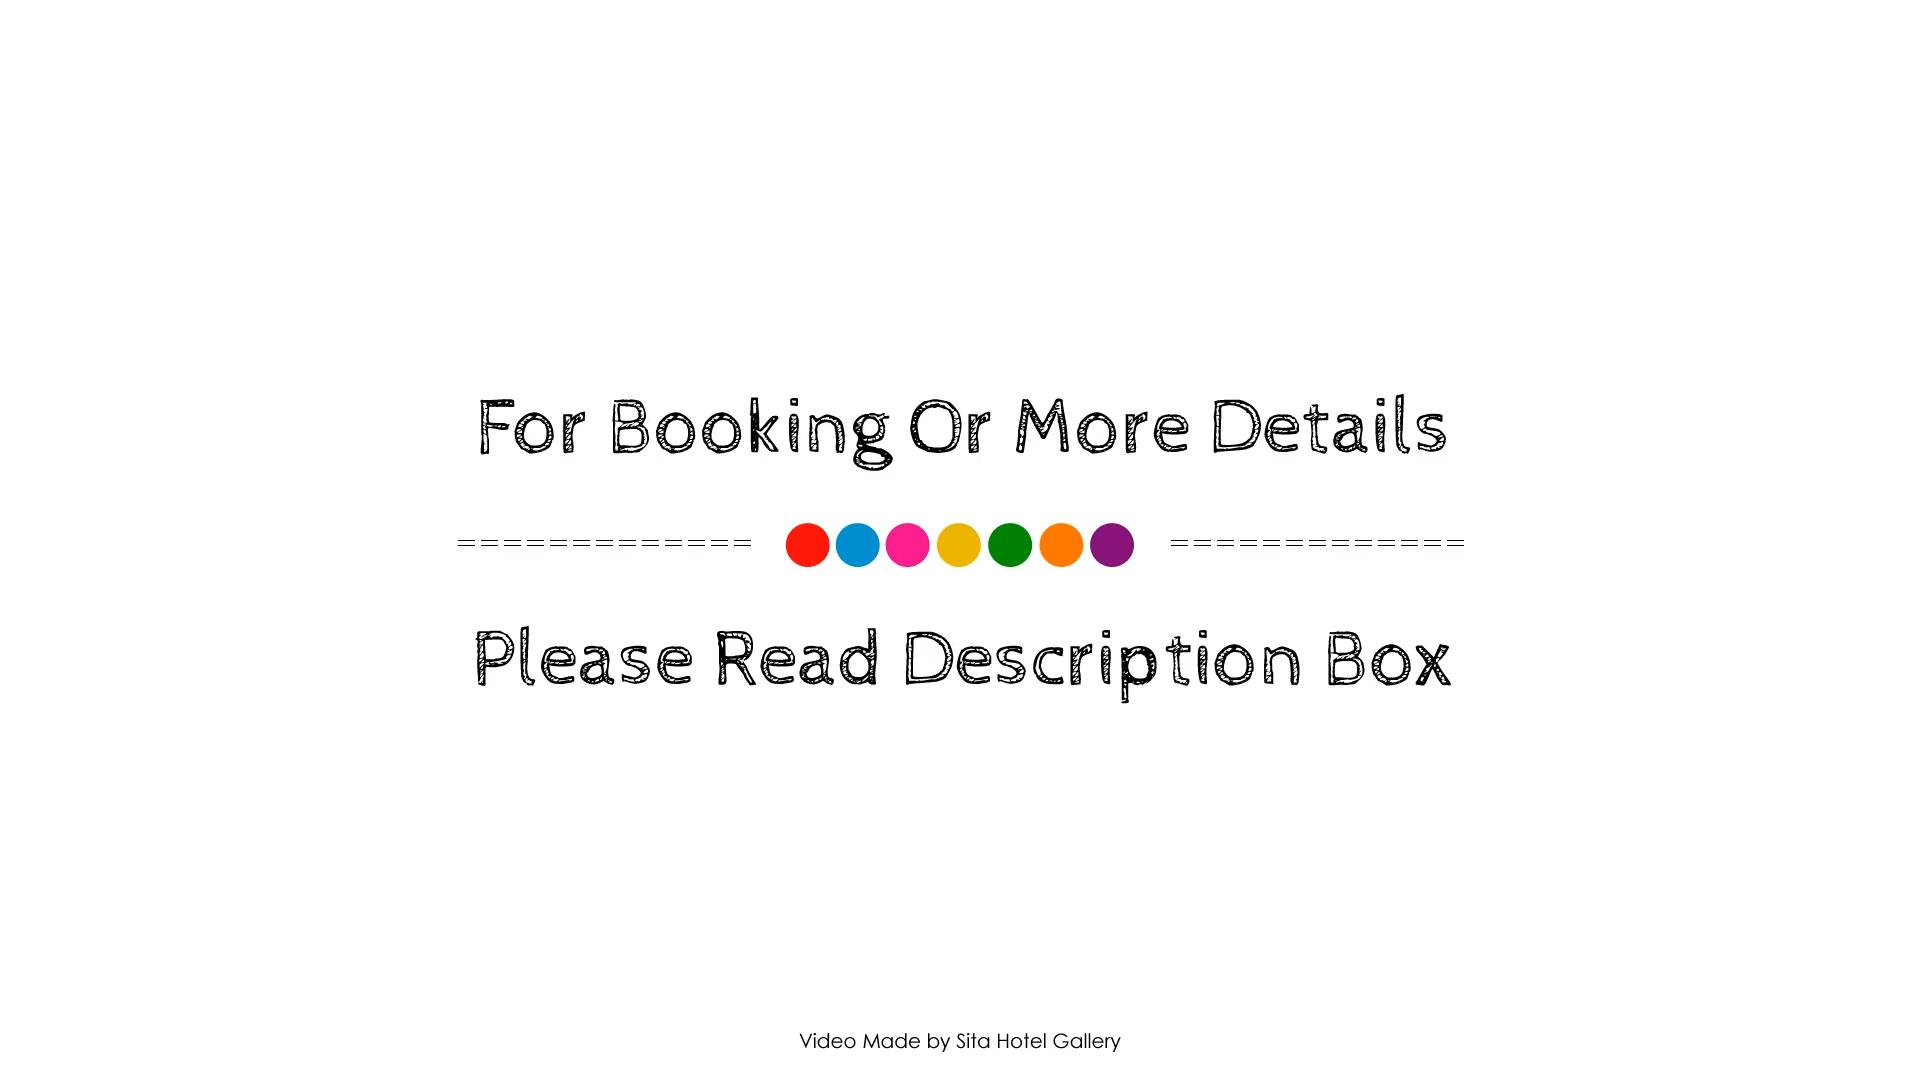 For Booking Or More Details
============= =============
Please Read Description Box
Video Made by Sita Hotel Gallery